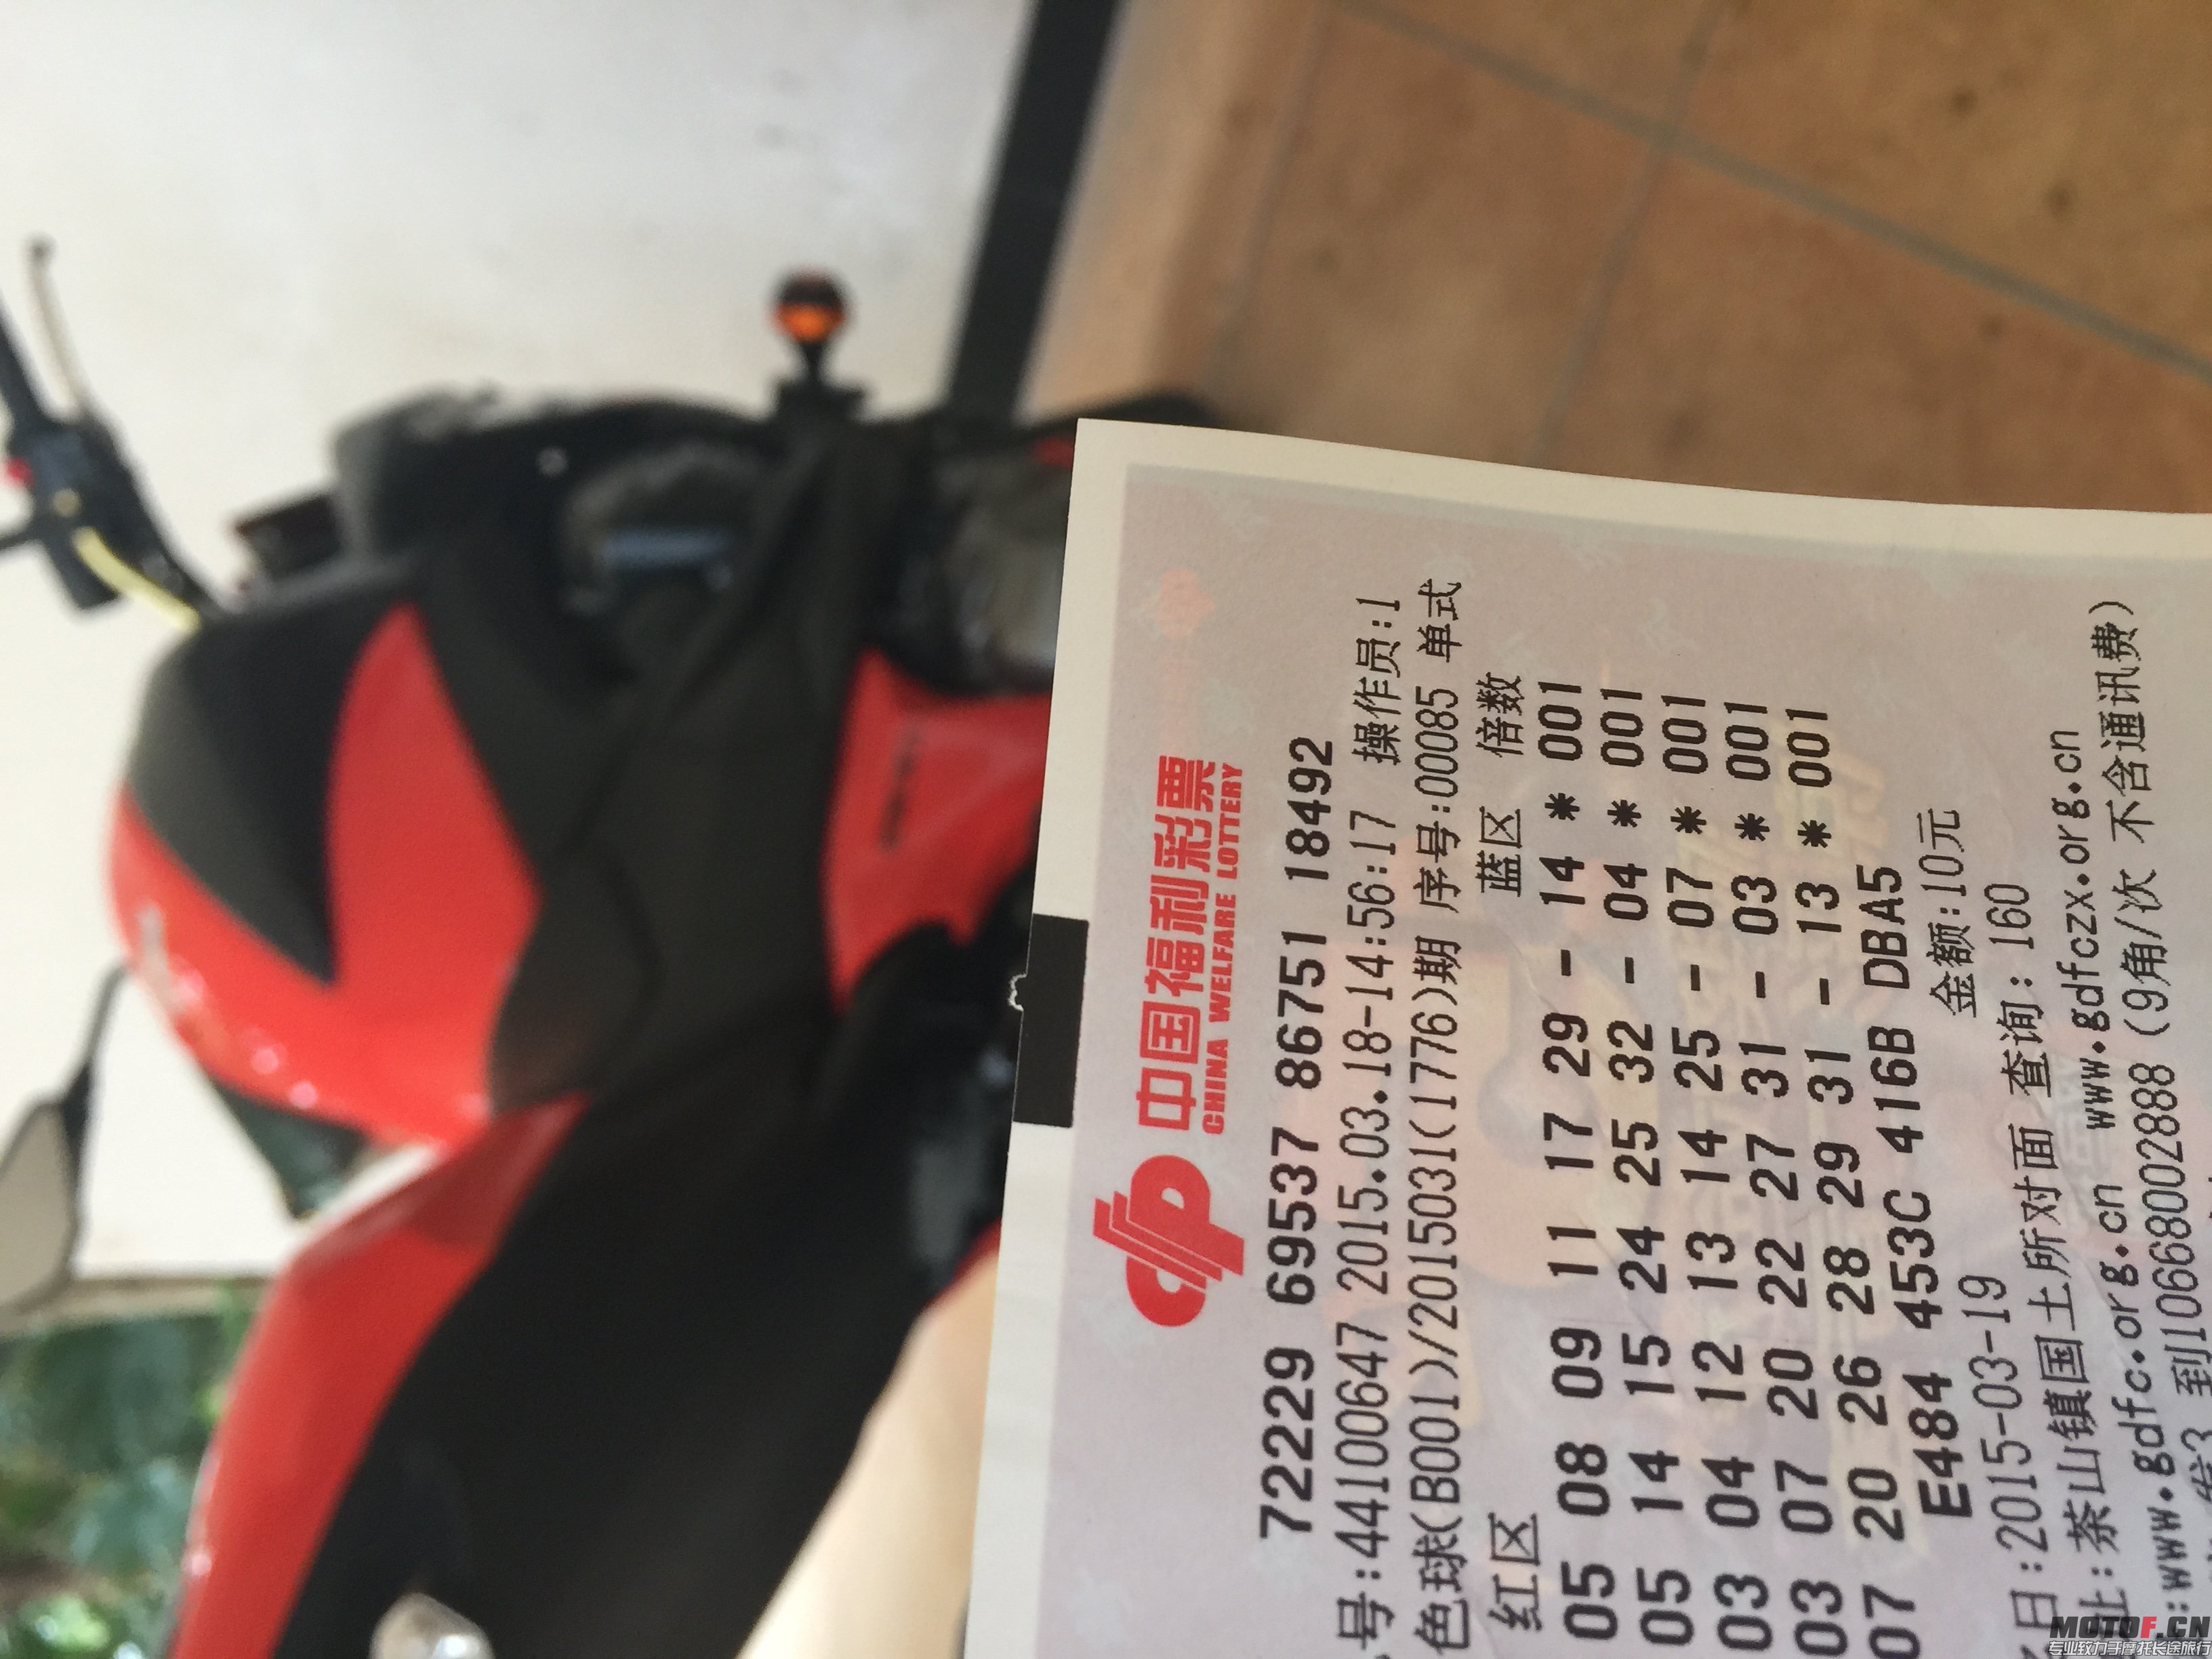 中国福利彩票
CHINA WELFARE LOTTERY
72229 69537 86751 18492
号:44100647 2015.03.18-14:56:17 操作员:1
色球(B001)/2015031(1776)期 序号:00085 单式
红区 蓝区 倍数
05 08 09 11 17 29 - 14 * 001
05 14 15 24 25 32 - 04 * 001
03 04 12 13 14 25 - 07 * 001
03 07 20 22 27 31 - 03 * 001
07 20 26 28 29 31 - 13 * 001
E484 453C 416B DBA5
日:2015-03-19 金额:10元
址:茶山镇国土所对面 查询: 160
:www.gdfc.org.cn www.gdfczx.org.cn
到10668002888 (9角/次 不含通讯费)
MOTOF.CN
专业致力于摩托长途旅行